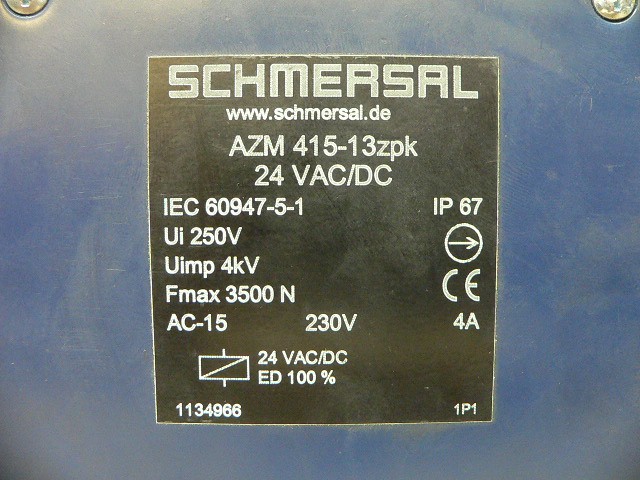 SCHMERSAL
www.schmersal.de
AZM 415-13zpk
24 VAC/DC
IEC 60947-5-1 IP 67
Ui 250V
Uimp 4kV
Fmax 3500 N CE
AC-15 230V 4A
24 VAC/DC
ED 100 %
1134966 1P1